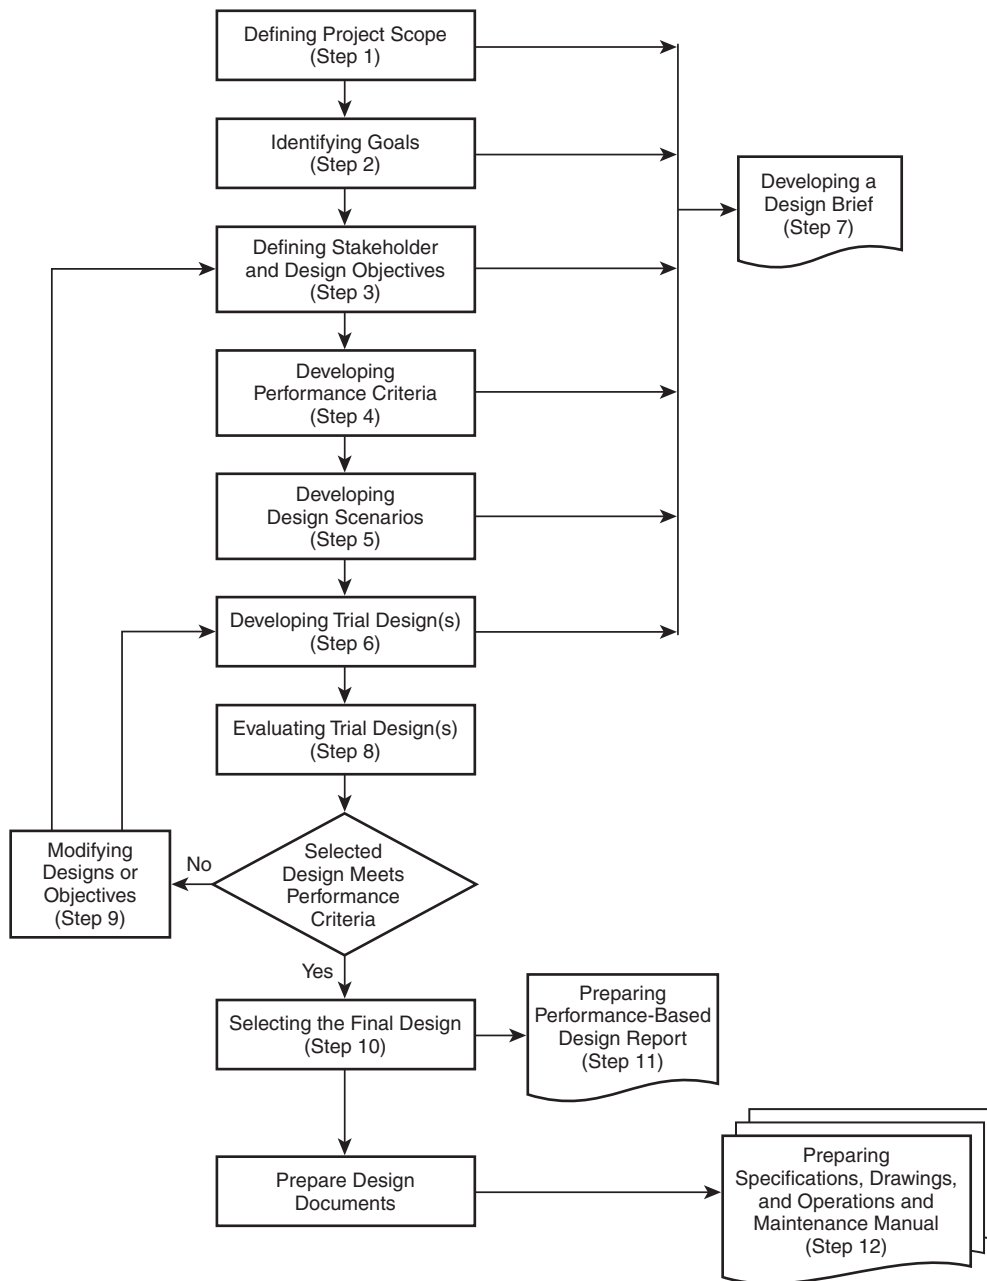 Defining Project Scope
(Step 1)
Identifying Goals
(Step 2)
Developing a
Design Brief
(Step 7)
Defining Stakeholder
and Design Objectives
(Step 3)
Developing
Performance Criteria
(Step 4)
Developing
Design Scenarios
(Step 5)
Developing Trial Design(s)
(Step 6)
Evaluating Trial Design(s)
(Step 8)
Modifying
Designs or
Objectives
(Step 9)
No
Selected
Design Meets
Performance
Criteria
Yes
Selecting the Final Design
(Step 10)
Preparing
Performance-Based
Design Report
(Step 11)
Prepare Design
Documents
Preparing
Specifications, Drawings,
and Operations and
Maintenance Manual
(Step 12)